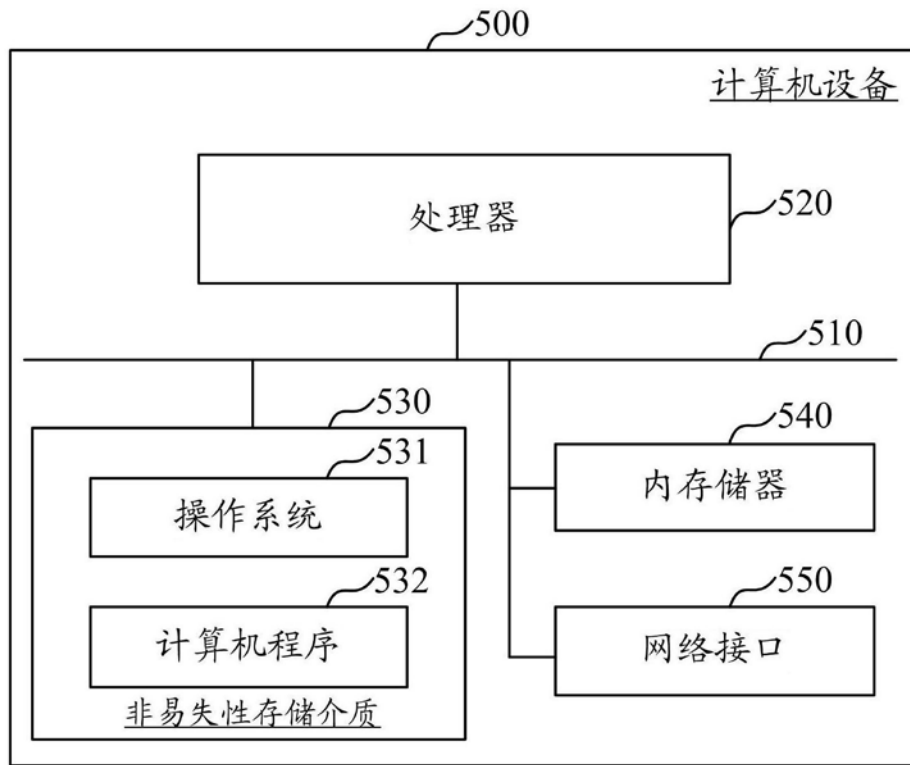 500
计算机设备
处理器
520
510
530
531
操作系统
532
计算机程序
非易失性存储介质
540
内存储器
550
网络接口